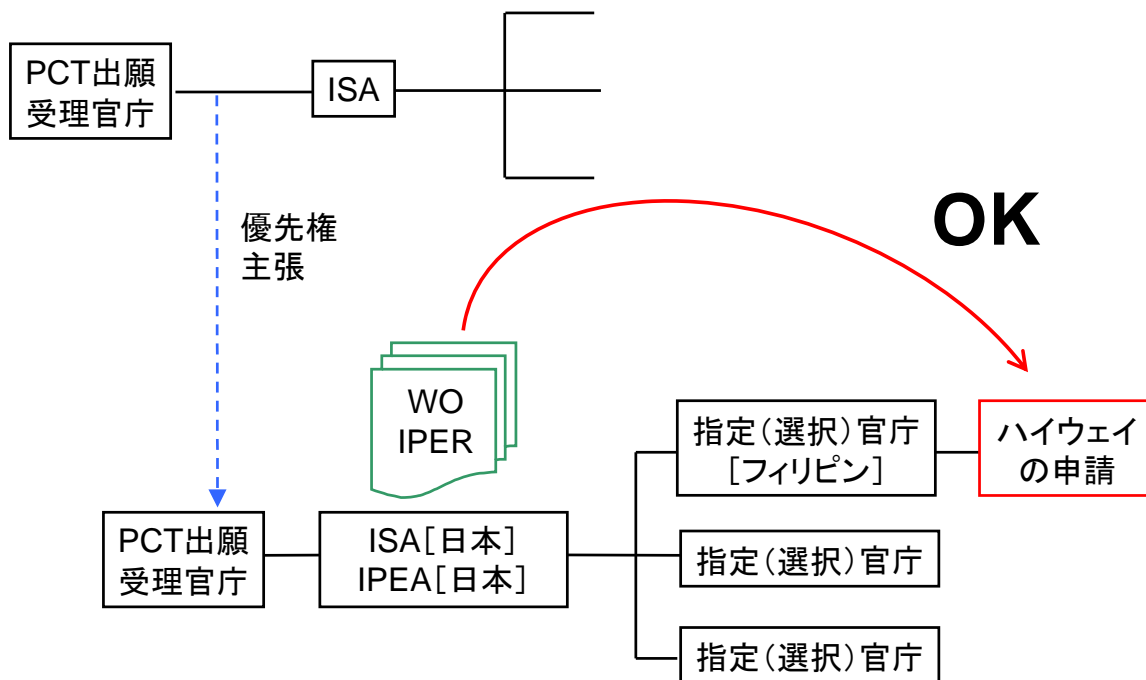 PCT出願
受理官庁
ISA
OK
優先権
主張
WO
IPER
指定(選択)官庁
[フィリピン]
ハイウェイ
の申請
PCT出願
受理官庁
ISA[日本]
IPEA[日本]
指定(選択)官庁
指定(選択)官庁